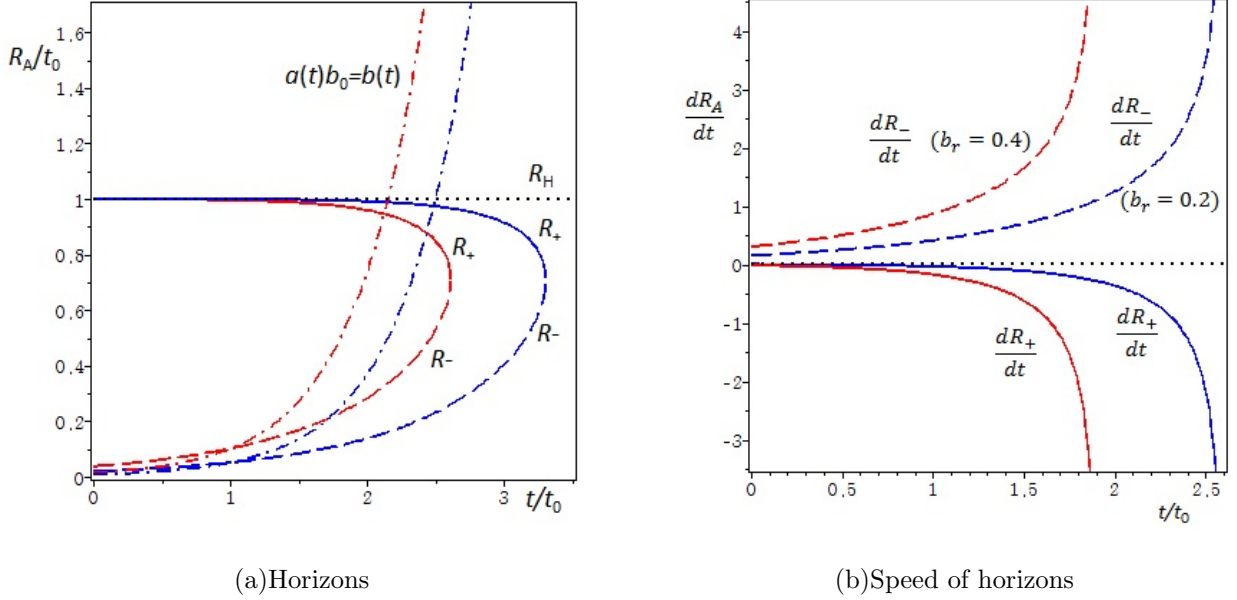 R_A/t_0
1.6
1.4
1.2
1
0.8
0.6
0.4
0.2
0
a(t)b_0=b(t)
R_H
R_+
R_+
R-
R-
0
1
2
3
t/t_0
(a)Horizons
dR_A/dt
4
3
2
1
0
-1
-2
-3
dR_-/dt (b_r = 0.4)
dR_-/dt
(b_r = 0.2)
dR_+/dt
dR_+/dt
0
0.5
1
1.5
2
2.5
t/t_0
(b)Speed of horizons